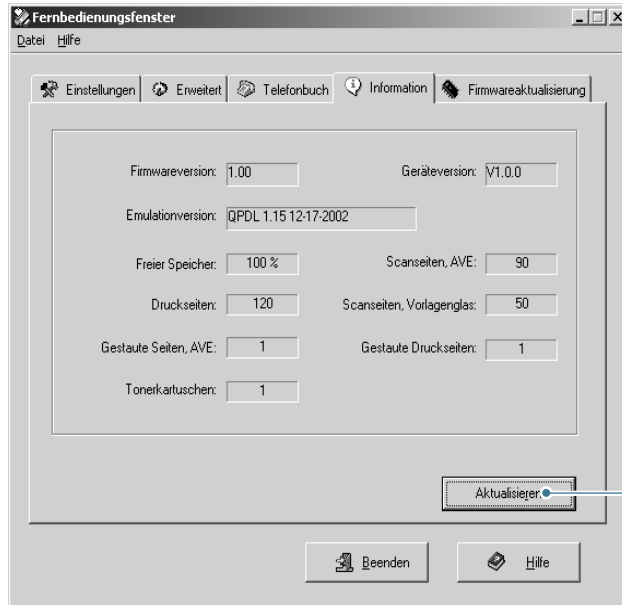 Fernbedienungsfenster
Datei Hilfe
Einstellungen Erweitert Telefonbuch Information Firmwareaktualisierung
Firmwareversion: 1.00 Geräteversion: V1.0.0
Emulationversion: QPDL 1.15 12-17-2002
Freier Speicher: 100 % Scanseiten, AVE: 90
Druckseiten: 120 Scanseiten, Vorlagenglas: 50
Gestaute Seiten, AVE: 1 Gestaute Druckseiten: 1
Tonerkartuschen: 1
Aktualisieren
Beenden Hilfe